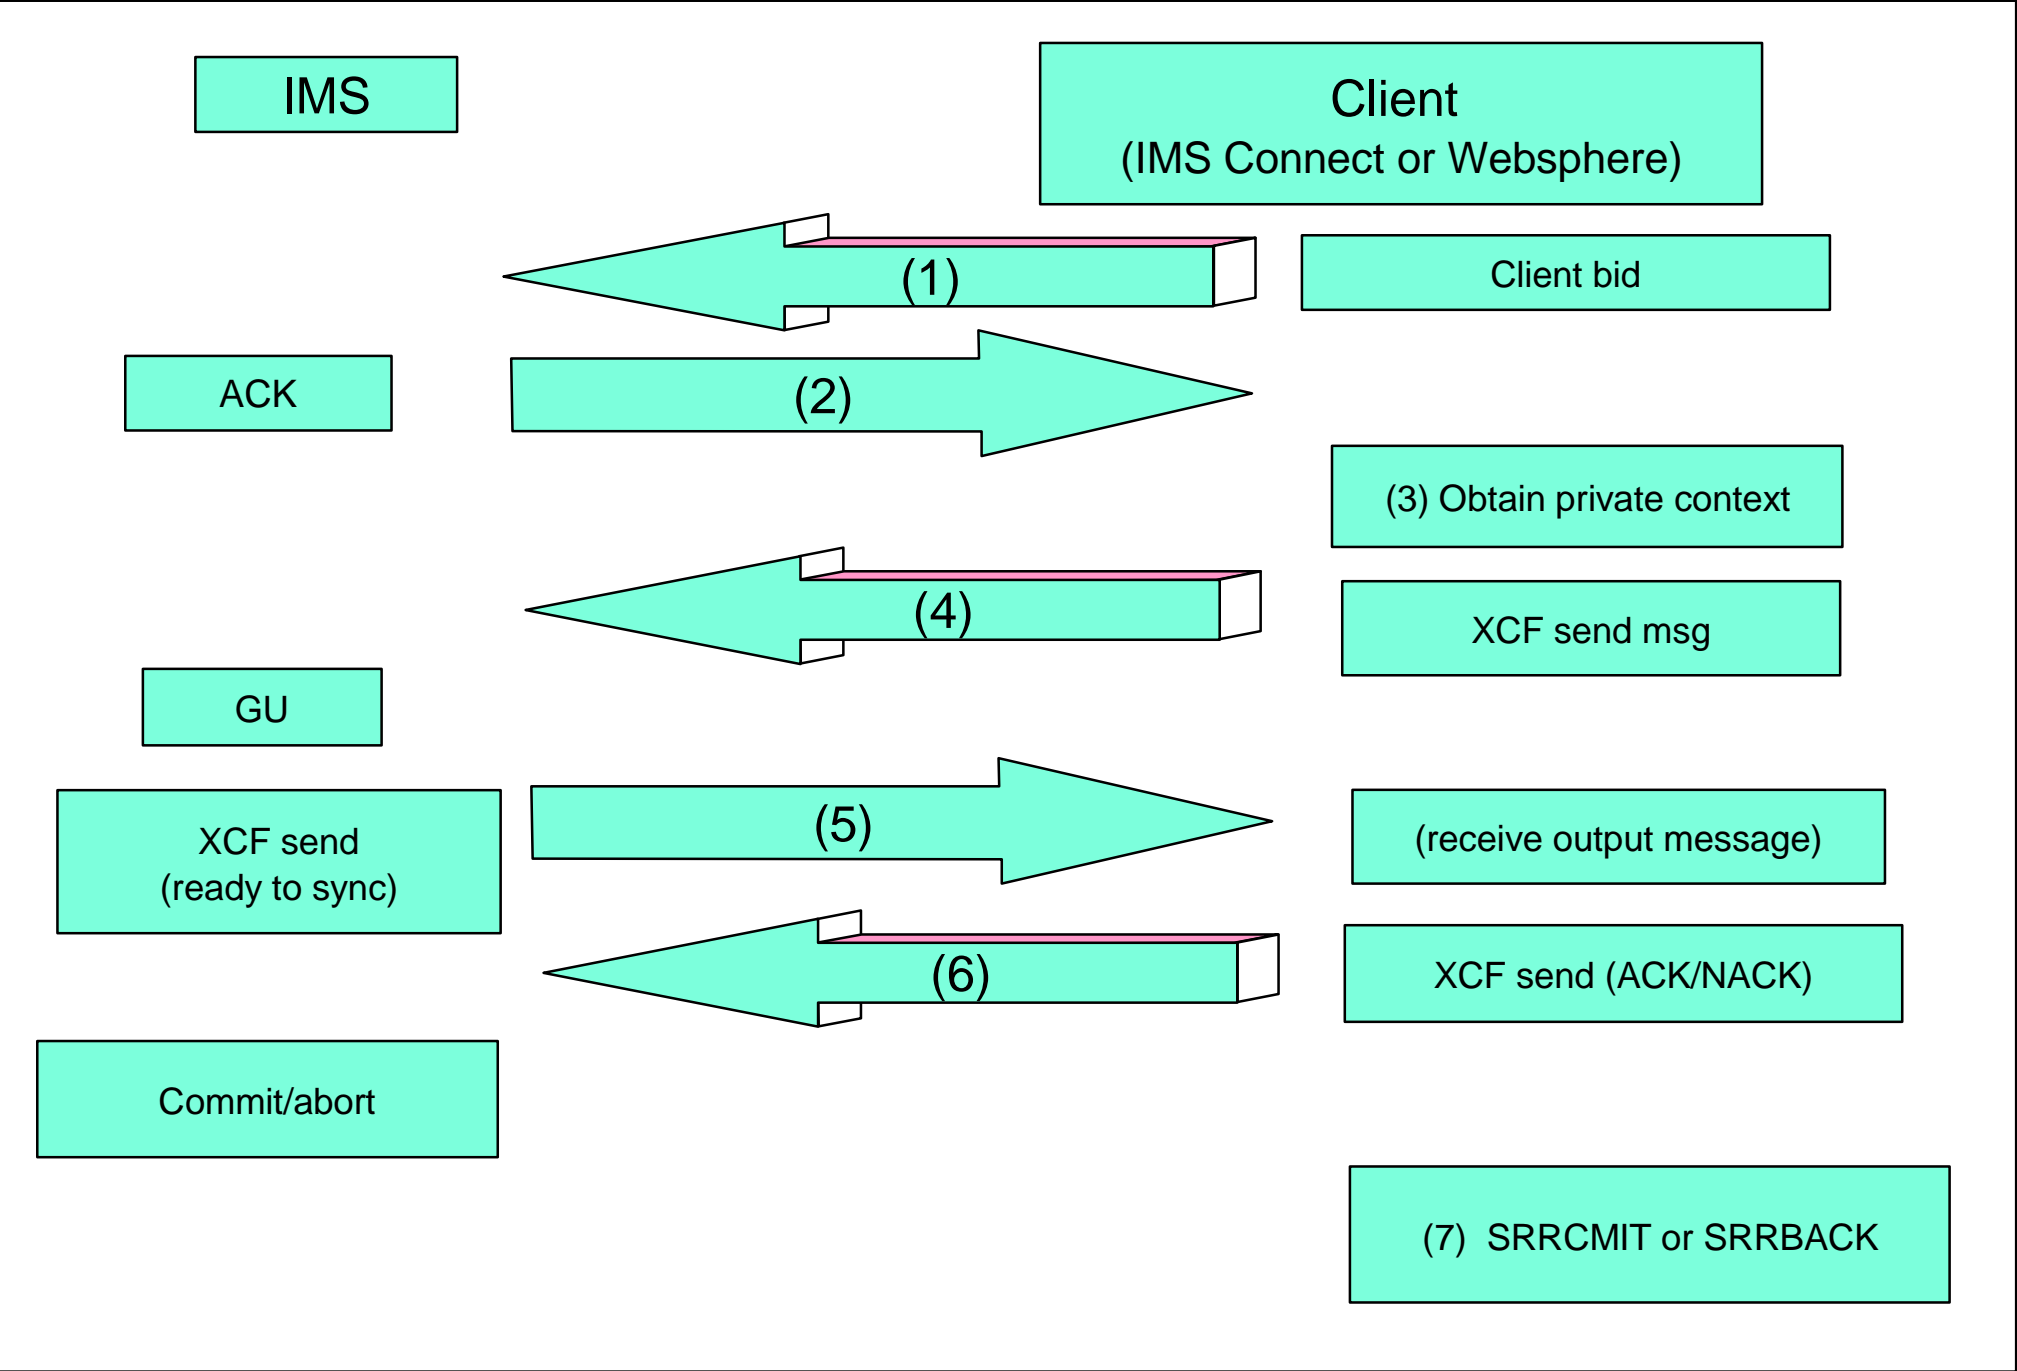 IMS
Client
(IMS Connect or Websphere)
(1)
Client bid
ACK
(2)
(3) Obtain private context
(4)
XCF send msg
GU
XCF send
(ready to sync)
(5)
(receive output message)
(6)
XCF send (ACK/NACK)
Commit/abort
(7) SRRCMIT or SRRBACK